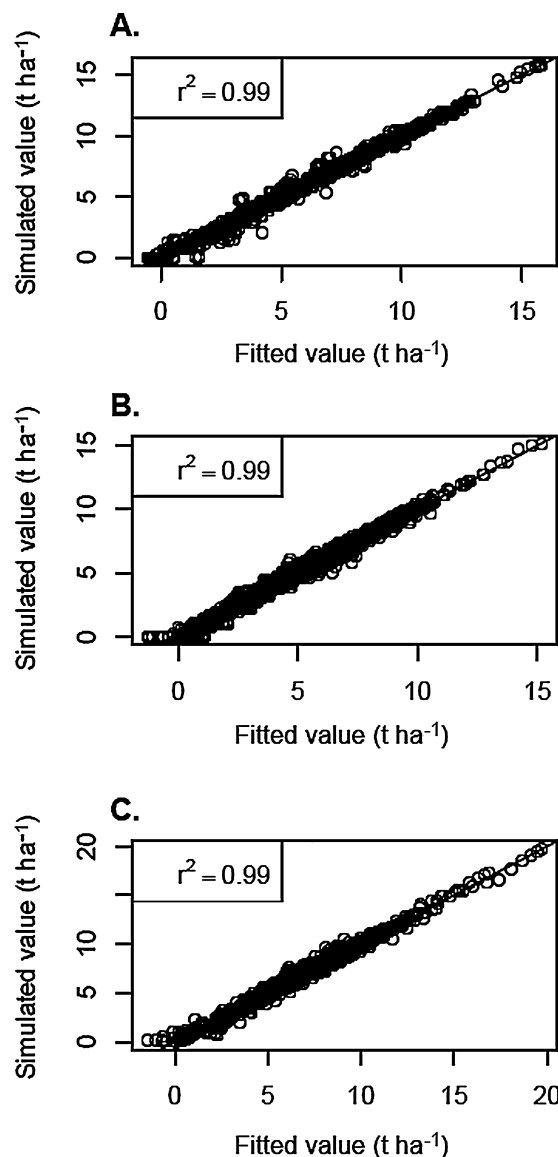 A.
Simulated value (t ha⁻¹)
15
10
5
0
r² = 0.99
0 5 10 15
Fitted value (t ha⁻¹)
B.
Simulated value (t ha⁻¹)
15
10
5
0
r² = 0.99
0 5 10 15
Fitted value (t ha⁻¹)
C.
Simulated value (t ha⁻¹)
20
10
5
0
r² = 0.99
0 5 10 15 20
Fitted value (t ha⁻¹)